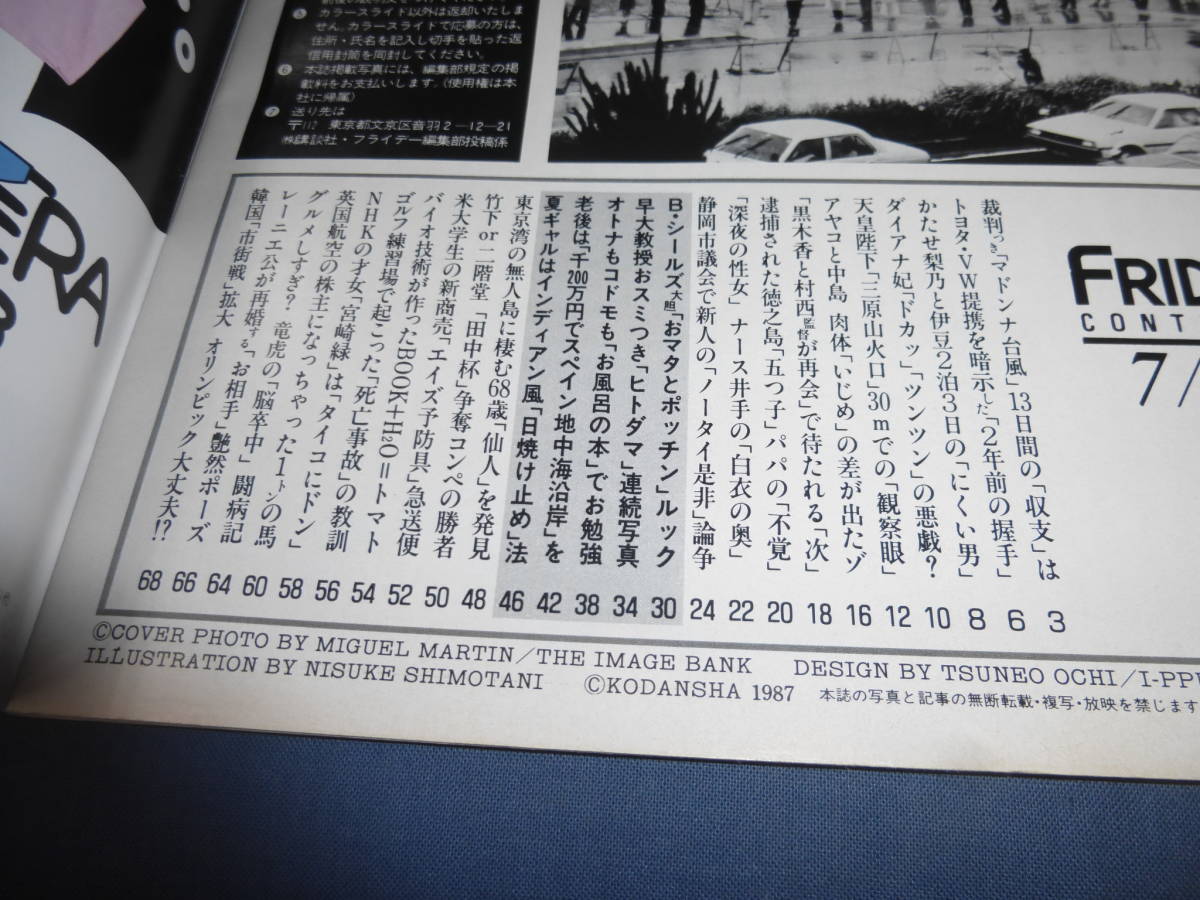 ⑤ カラースライド以外は返却いたしま
せん。カラースライドで応募の方は、
住所・氏名を記入し切手を貼った返
信用封筒を同封してください。
⑥ 本誌掲載写真には、編集部規定の掲
載料をお支払いします。(使用権は本
社に帰属)
⑦ 送り先は
〒112 東京都文京区音羽2－12－21
㈱講談社・フライデー編集部投稿係
FRID
CONT
7/
裁判っき「マドンナ台風」13日間の「収支」は 3
トヨタ・VW提携を暗示した「2年前の握手」 6
かたせ梨乃と伊豆2泊3日の「にくい男」 8
ダイアナ妃「ドカッ」「ツンツン」の悪戯? 10
天皇陛下「三原山火口」30mでの「観察眼」 12
アヤコと中島 肉体「いじめ」の差が出たゾ 16
「黒木香と村西監督が再会」で待たれる「次」 18
逮捕された徳之島「五つ子」パパの「不覚」 20
「深夜の性女」ナース井手の「白衣の奥」 22
静岡市議会で新人の「ノータイ是非」論争 24
B・シールズ大胆「おマタとポッチン」ルック 30
早大教授おスミつき「ヒトダマ」連続写真 34
オトナもコドモも「お風呂の本」でお勉強 38
老後は「千200万円でスペイン地中海沿岸」を 42
夏ギャルはインディアン風「日焼け止め」法 46
東京湾の無人島に棲む68歳「仙人」を発見 48
竹下or二階堂「田中杯」争奪コンペの勝者 50
米大学生の新商売「エイズ予防具」急送便 52
バイオ技術が作ったBOOK+H₂O＝トマト 54
ゴルフ練習場で起こった「死亡事故」の教訓 56
NHKの才女「宮崎緑」は「タイコにドン」 58
英国航空の株主になっちゃった1トンの馬 60
グルメしすぎ? 竜虎の「脳卒中」闘病記 64
レーニエ公が再婚する「お相手」艶然ポーズ 66
韓国「市街戦」拡大 オリンピック大丈夫!? 68
©COVER PHOTO BY MIGUEL MARTIN/THE IMAGE BANK DESIGN BY TSUNEO OCHI/I-PPU
ILLUSTRATION BY NISUKE SHIMOTANI ©KODANSHA 1987 本誌の写真と記事の無断転載・複写・放映を禁じます